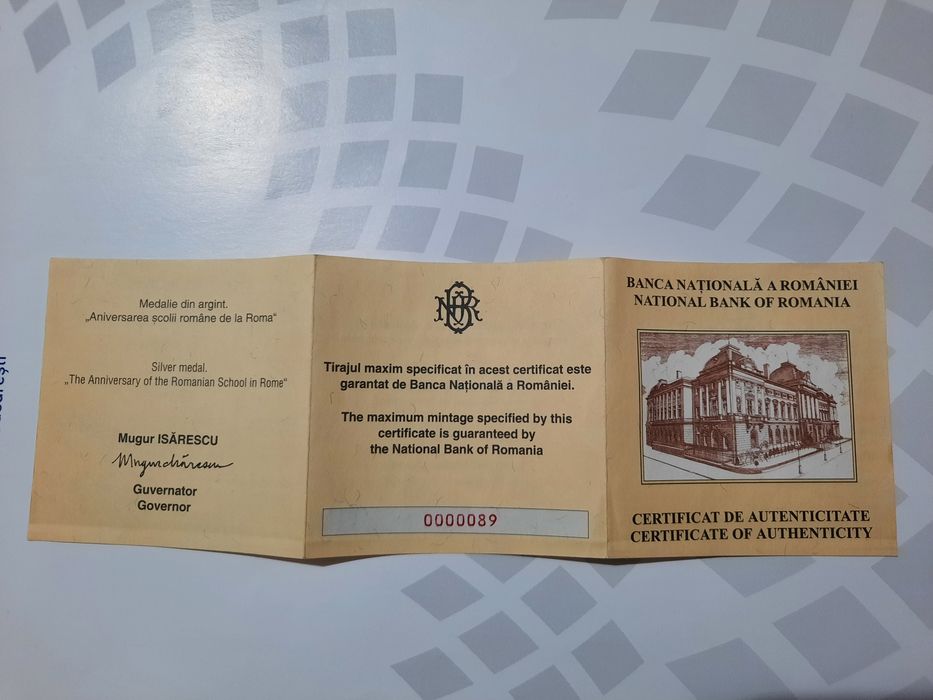 Medalie din argint.
„Aniversarea școlii române de la Roma“
Silver medal.
„The Anniversary of the Romanian School in Rome“
Mugur ISĂRESCU
Guvernator
Governor
BNR
Tirajul maxim specificat în acest certificat este
garantat de Banca Națională a României.
The maximum mintage specified by this
certificate is guaranteed by
the National Bank of Romania
0000089
BANCA NAȚIONALĂ A ROMÂNIEI
NATIONAL BANK OF ROMANIA
CERTIFICAT DE AUTENTICITATE
CERTIFICATE OF AUTHENTICITY